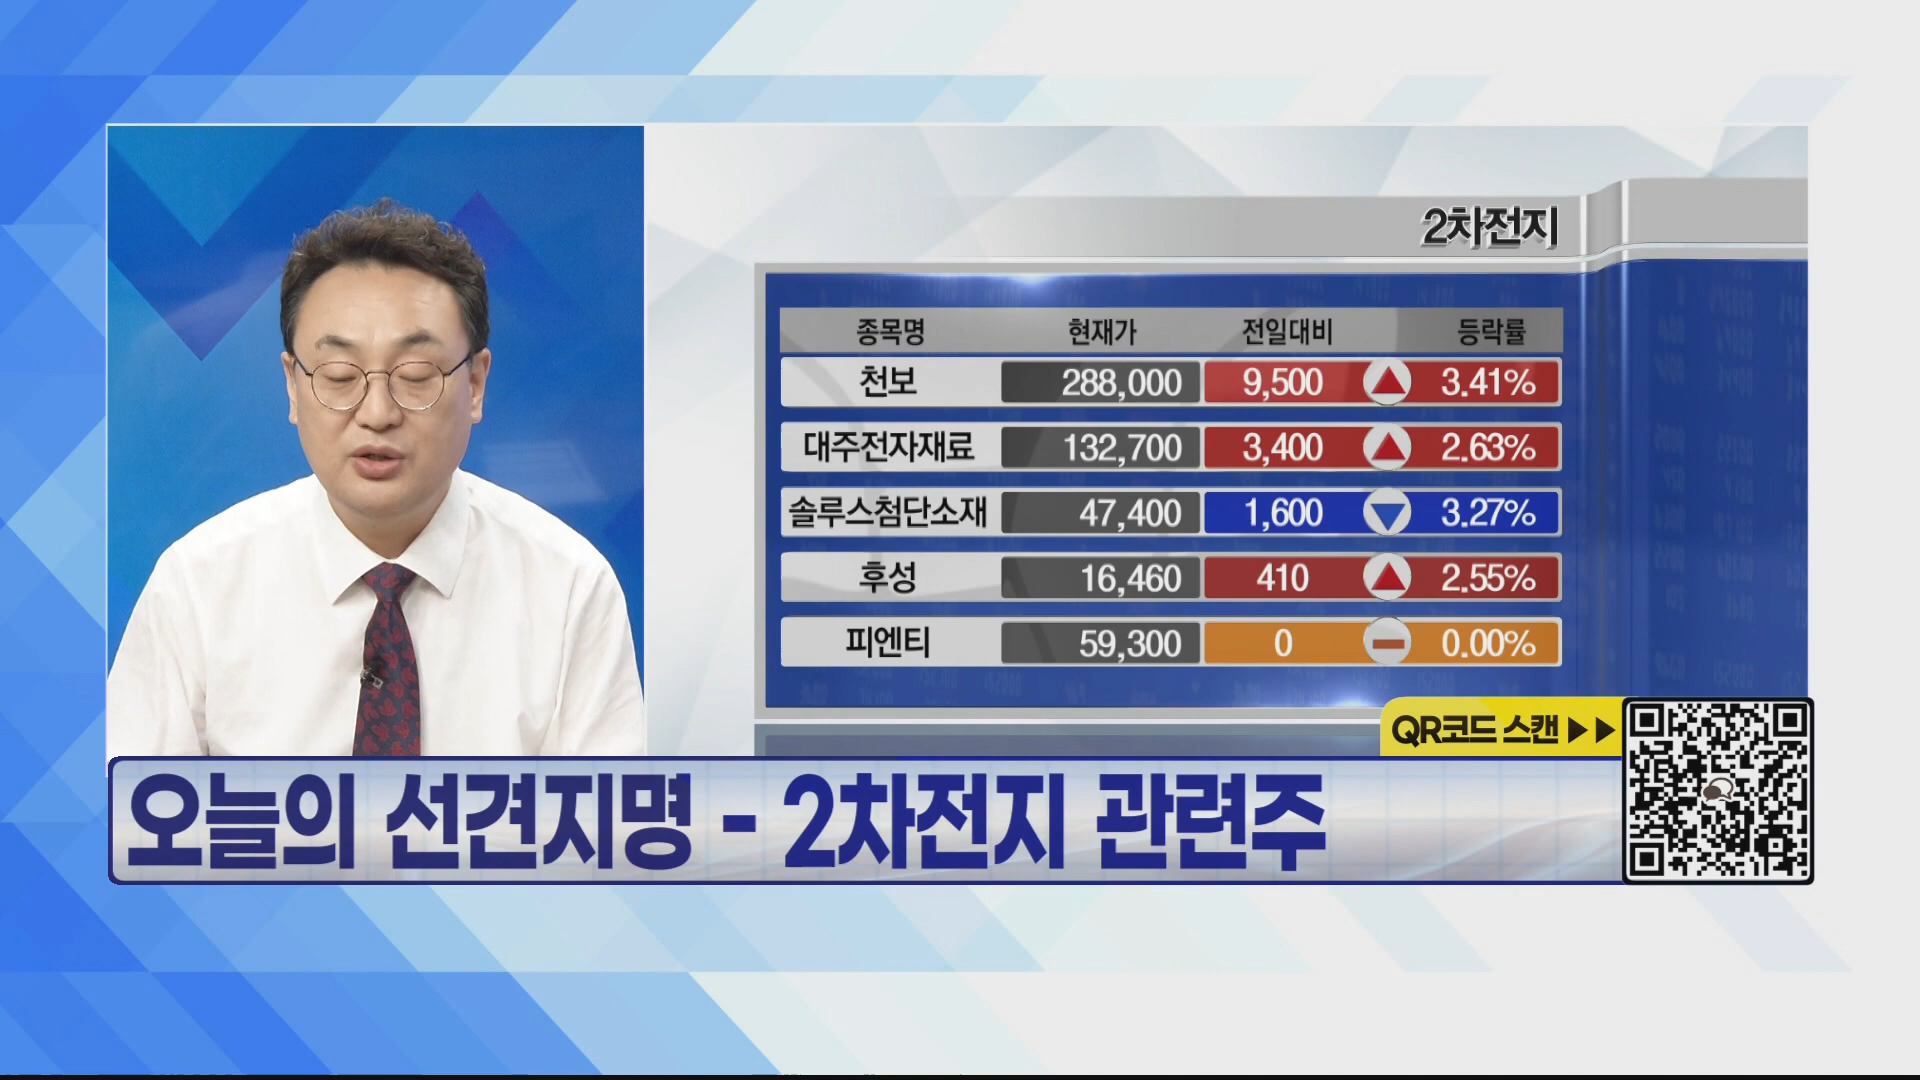 2차전지
종목명 현재가 전일대비 등락률
천보 288,000 9,500 ▲ 3.41%
대주전자재료 132,700 3,400 ▲ 2.63%
솔루스첨단소재 47,400 1,600 ▼ 3.27%
후성 16,460 410 ▲ 2.55%
피엔티 59,300 0 - 0.00%
QR코드 스캔 ▶▶
오늘의 선견지명 - 2차전지 관련주